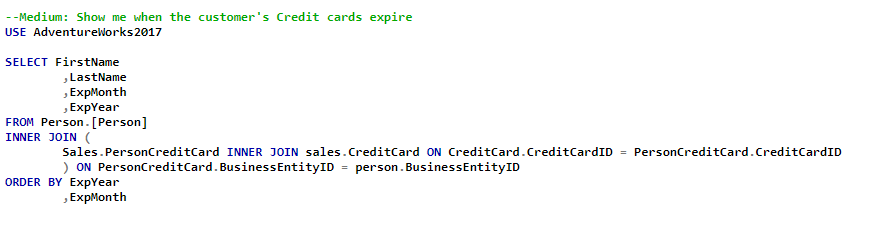 --Medium: Show me when the customer's Credit cards expire
USE AdventureWorks2017
SELECT FirstName
,LastName
,ExpMonth
,ExpYear
FROM Person.[Person]
INNER JOIN (
Sales.PersonCreditCard INNER JOIN sales.CreditCard ON CreditCard.CreditCardID = PersonCreditCard.CreditCardID
) ON PersonCreditCard.BusinessEntityID = person.BusinessEntityID
ORDER BY ExpYear
,ExpMonth